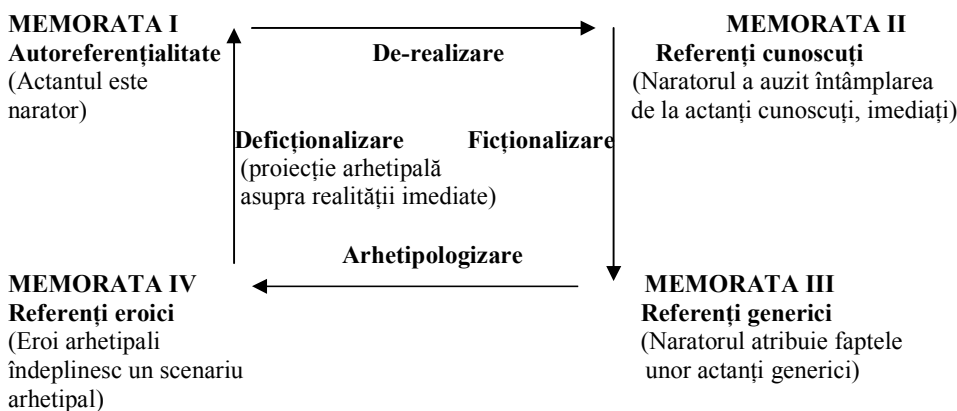 MEMORATA I
MEMORATA II
Autoreferențialitate
De-realizare
Referenți cunoscuți
(Actantul este
(Naratorul a auzit întâmplarea
narator)
de la actanți cunoscuți, imediați)
Deficționalizare
Ficționalizare
(proiecție arhetipală
asupra realității imediate)
Arhetipologizare
MEMORATA IV
MEMORATA III
Referenți eroici
Referenți generici
(Eroi arhetipali
(Naratorul atribuie faptele
îndeplinesc un scenariu
unor actanți generici)
arhetipal)